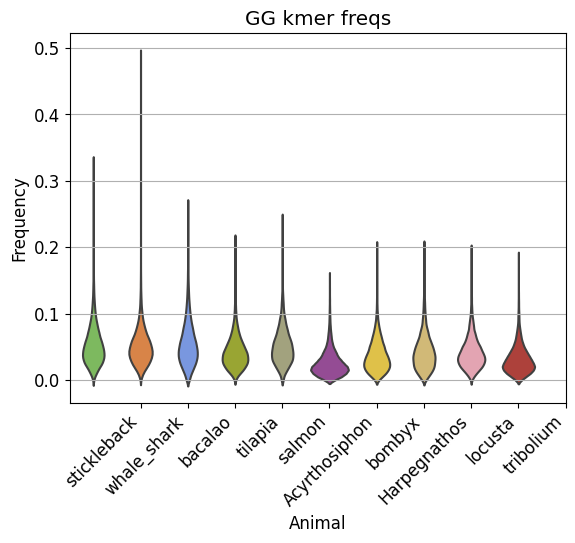 GG kmer freqs
Frequency
0.5
0.4
0.3
0.2
0.1
0.0
stickleback
whale_shark
bacalao
tilapia
salmon
Acyrthosiphon
bombyx
Harpegnathos
locusta
tribolium
Animal